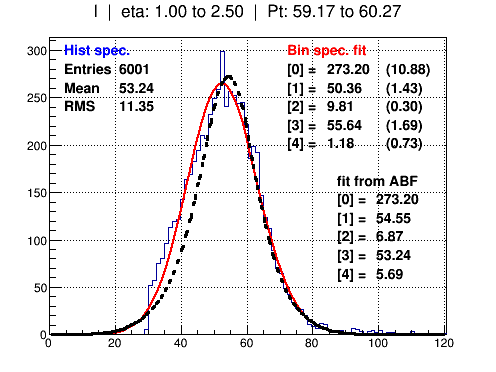 I | eta: 1.00 to 2.50 | Pt: 59.17 to 60.27
Hist spec.
Entries 6001
Mean 53.24
RMS 11.35
Bin spec. fit
[0] = 273.20 (10.88)
[1] = 50.36 (1.43)
[2] = 9.81 (0.30)
[3] = 55.64 (1.69)
[4] = 1.18 (0.73)
fit from ABF
[0] = 273.20
[1] = 54.55
[2] = 6.87
[3] = 53.24
[4] = 5.69
300
250
200
150
100
50
0
0 20 40 60 80 100 120